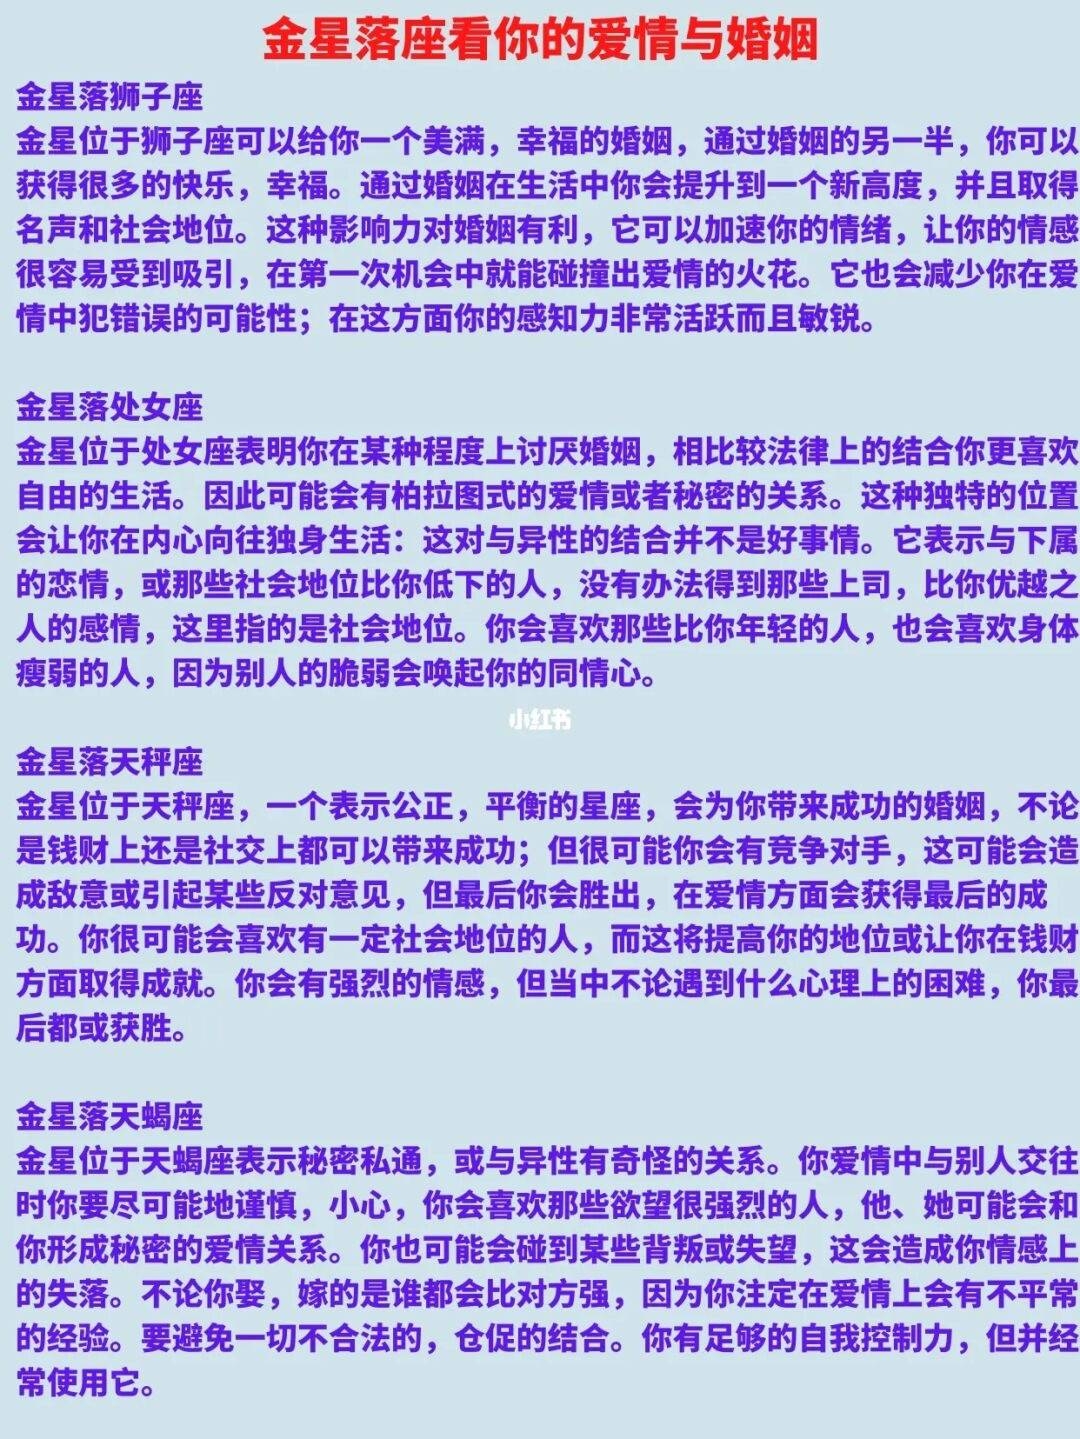 金星落座看你的爱情与婚姻
金星落狮子座
金星位于狮子座可以给你一个美满，幸福的婚姻，通过婚姻的另一半，你可以
获得很多的快乐，幸福。通过婚姻在生活中你会提升到一个新高度，并且取得
名声和社会地位。这种影响力对婚姻有利，它可以加速你的情绪，让你的情感
很容易受到吸引，在第一次机会中就能碰撞出爱情的火花。它也会减少你在爱
情中犯错误的可能性；在这方面你的感知力非常活跃而且敏锐。
金星落处女座
金星位于处女座表明你在某种程度上讨厌婚姻，相比较法律上的结合你更喜欢
自由的生活。因此可能会有柏拉图式的爱情或者秘密的关系。这种独特的位置
会让你在内心向往独身生活：这对与异性的结合并不是好事情。它表示与下属
的恋情，或那些社会地位比你低下的人，没有办法得到那些上司，比你优越之
人的感情，这里指的是社会地位。你会喜欢那些比你年轻的人，也会喜欢身体
瘦弱的人，因为别人的脆弱会唤起你的同情心。
小红书
金星落天秤座
金星位于天秤座，一个表示公正，平衡的星座，会为你带来成功的婚姻，不论
是钱财上还是社交上都可以带来成功；但很可能你会有竞争对手，这可能会造
成敌意或引起某些反对意见，但最后你会胜出，在爱情方面会获得最后的成
功。你很可能会喜欢有一定社会地位的人，而这将提高你的地位或让你在钱财
方面取得成就。你会有强烈的情感，但当中不论遇到什么心理上的困难，你最
后都或获胜。
金星落天蝎座
金星位于天蝎座表示秘密私通，或与异性有奇怪的关系。你爱情中与别人交往
时你要尽可能地谨慎，小心，你会喜欢那些欲望很强烈的人，他、她可能会和
你形成秘密的爱情关系。你也可能会碰到某些背叛或失望，这会造成你情感上
的失落。不论你娶，嫁的是谁都会比对方强，因为你注定在爱情上会有不平常
的经验。要避免一切不合法的，仓促的结合。你有足够的自我控制力，但并经
常使用它。